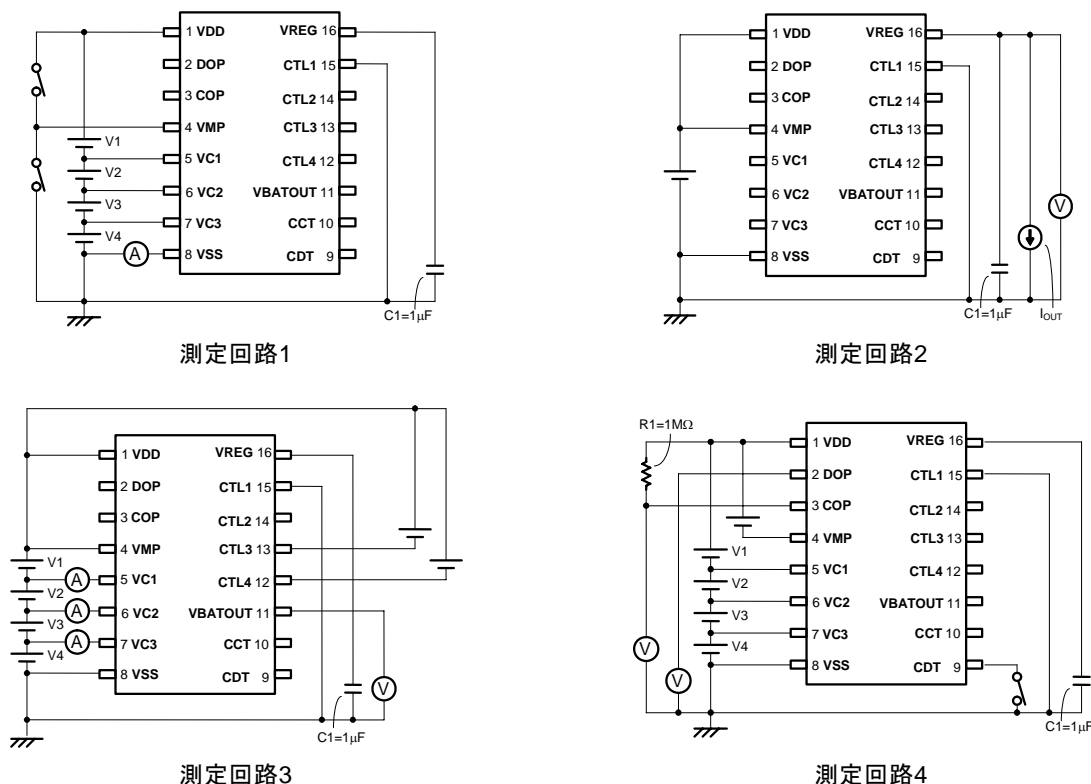 1 VDD
2 DOP
3 COP
4 VMP
5 VC1
6 VC2
7 VC3
8 VSS
VREG 16
CTL1 15
CTL2 14
CTL3 13
CTL4 12
VBATOUT 11
CCT 10
CDT 9
V1
V2
V3
V4
A
C1=1μF
測定回路1
1 VDD
2 DOP
3 COP
4 VMP
5 VC1
6 VC2
7 VC3
8 VSS
VREG 16
CTL1 15
CTL2 14
CTL3 13
CTL4 12
VBATOUT 11
CCT 10
CDT 9
V
C1=1μF
IOUT
測定回路2
1 VDD
2 DOP
3 COP
4 VMP
5 VC1
6 VC2
7 VC3
8 VSS
VREG 16
CTL1 15
CTL2 14
CTL3 13
CTL4 12
VBATOUT 11
CCT 10
CDT 9
V1
A
V2
A
V3
A
V4
V
C1=1μF
測定回路3
R1=1MΩ
1 VDD
2 DOP
3 COP
4 VMP
5 VC1
6 VC2
7 VC3
8 VSS
VREG 16
CTL1 15
CTL2 14
CTL3 13
CTL4 12
VBATOUT 11
CCT 10
CDT 9
V1
V2
V3
V4
V
V
C1=1μF
測定回路4